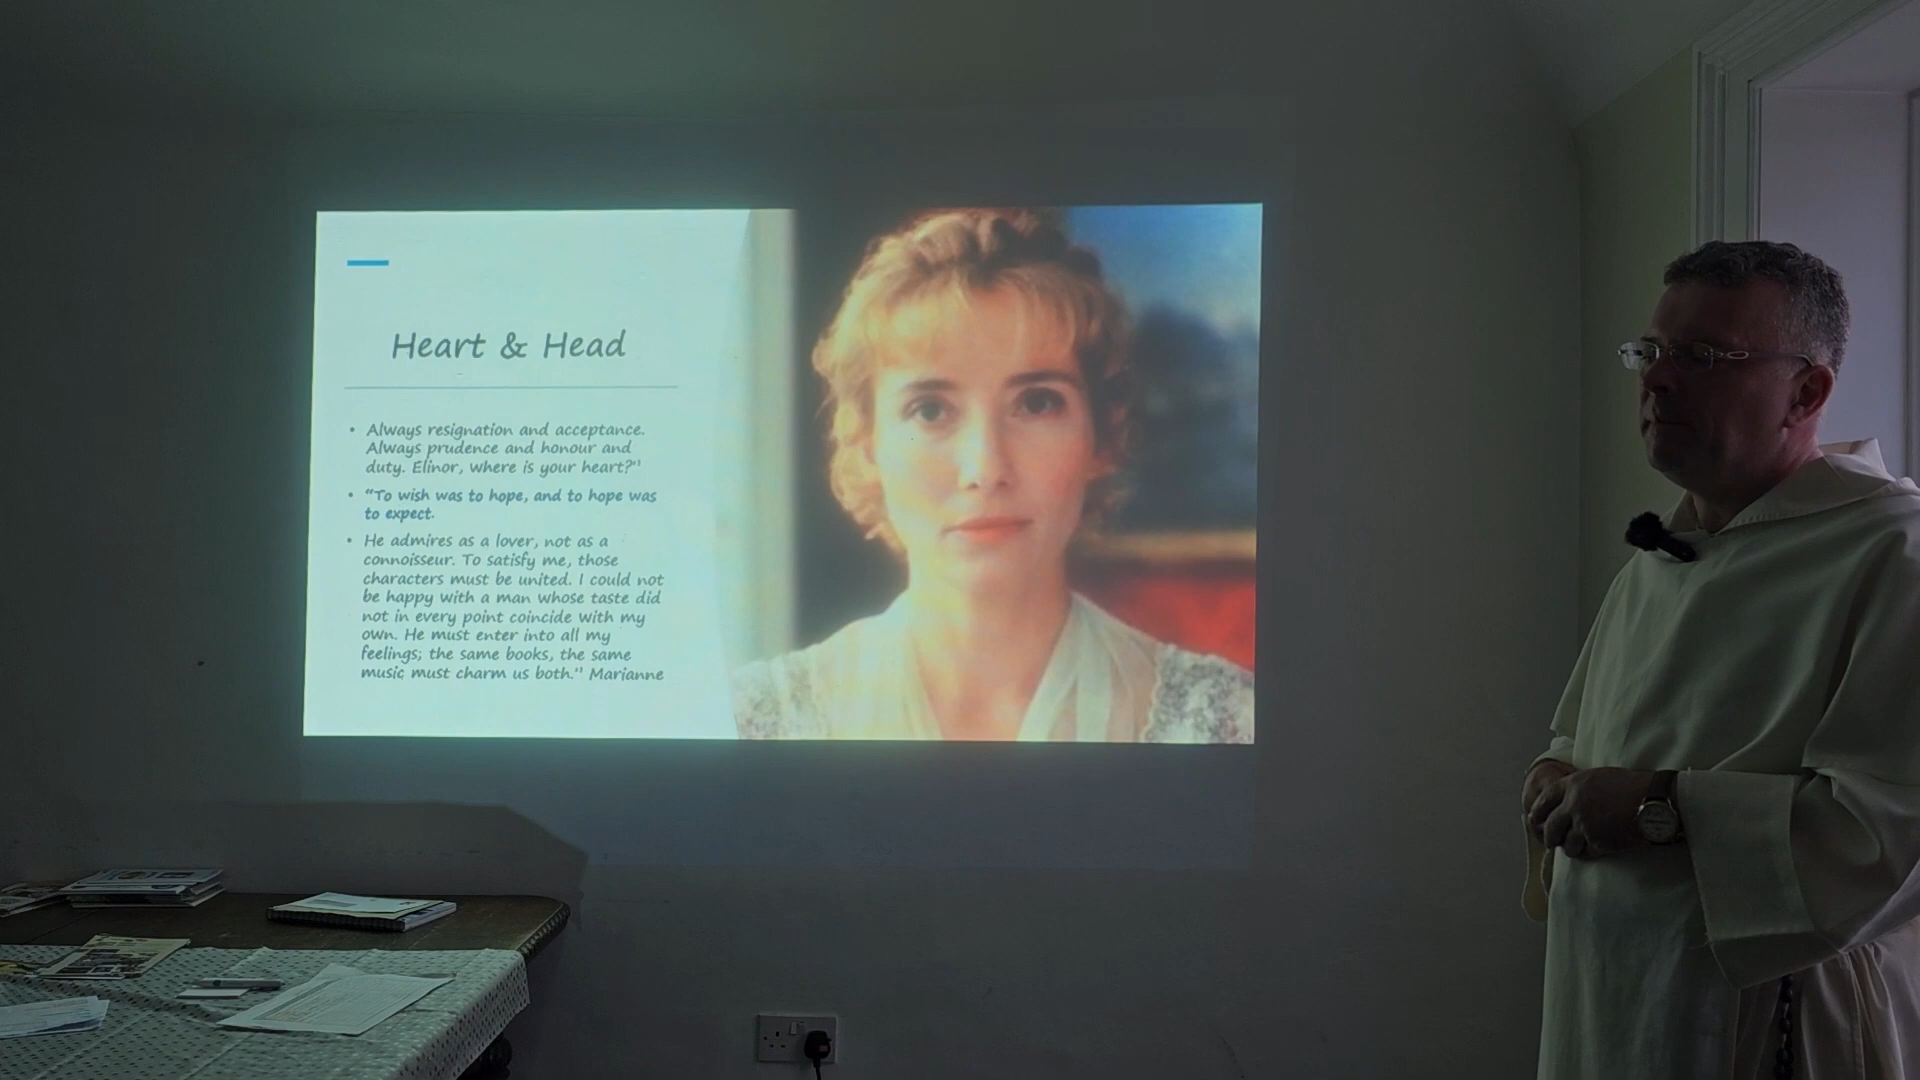 Heart & Head
• Always resignation and acceptance.
Always prudence and honour and
duty. Elinor, where is your heart?"
• "To wish was to hope, and to hope was
to expect.
• He admires as a lover, not as a
connoisseur. To satisfy me, those
characters must be united. I could not
be happy with a man whose taste did
not in every point coincide with my
own. He must enter into all my
feelings; the same books, the same
music must charm us both." Marianne